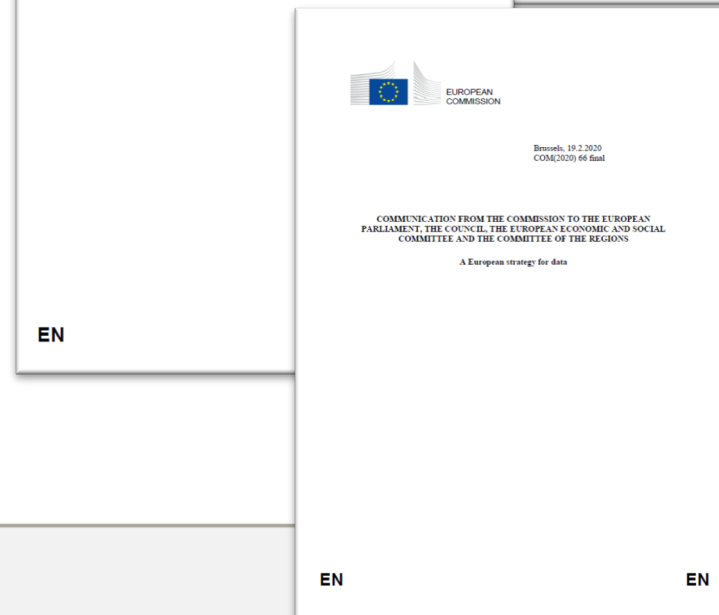 EUROPEAN
COMMISSION
Brussels, 19.2.2020
COM(2020) 66 final
COMMUNICATION FROM THE COMMISSION TO THE EUROPEAN
PARLIAMENT, THE COUNCIL, THE EUROPEAN ECONOMIC AND SOCIAL
COMMITTEE AND THE COMMITTEE OF THE REGIONS
A European strategy for data
EN
EN
EN